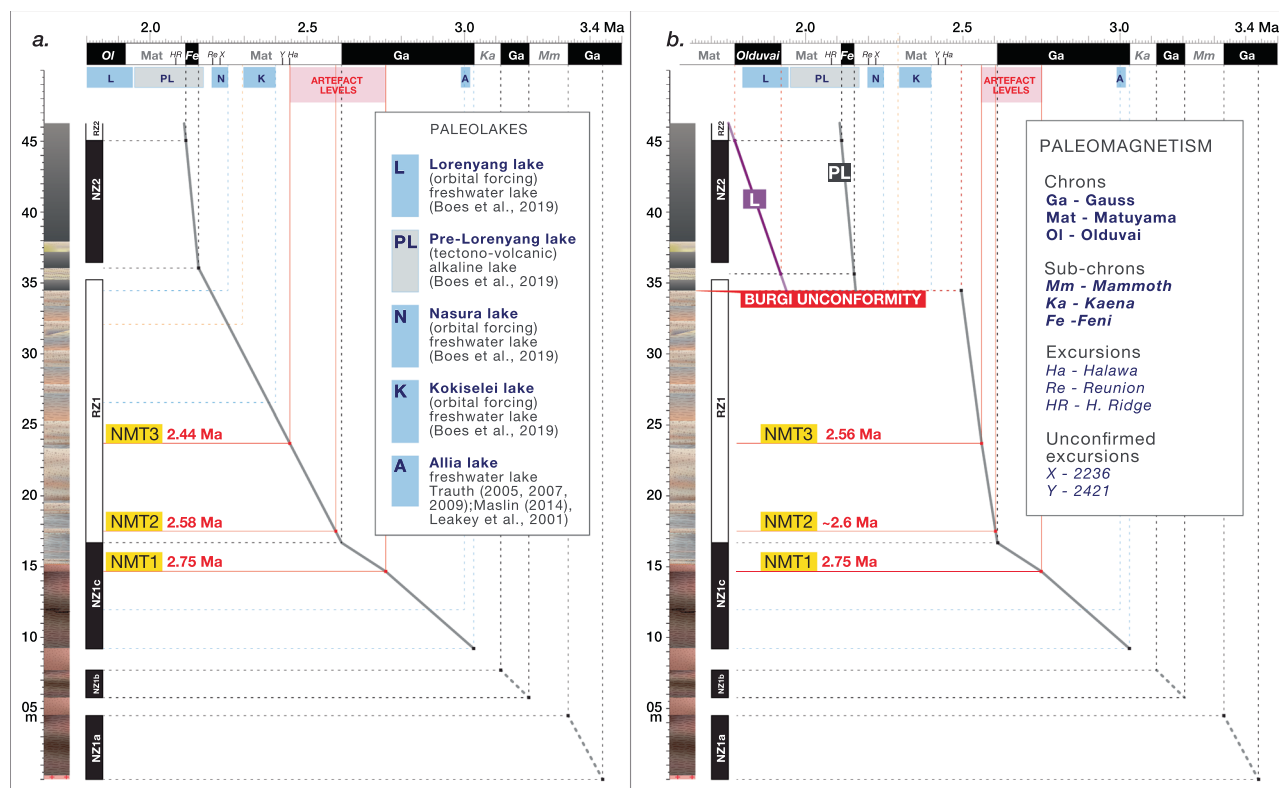 2.0 2.5 3.0 3.4 Ma
a.
Ol Mat HR Fe Re X Mat Y Ha Ga Ka Ga Mm Ga
L PL N K ARTEFACT LEVELS A
45
40
35
30
25
20
15
10
05
m
RZ2
NZ2
RZ1
NZ1c
NZ1b
NZ1a
NMT3 2.44 Ma
NMT2 2.58 Ma
NMT1 2.75 Ma
PALEOLAKES
L Lorenyang lake
(orbital forcing)
freshwater lake
(Boes et al., 2019)
PL Pre-Lorenyang lake
(tectono-volcanic)
alkaline lake
(Boes et al., 2019)
N Nasura lake
(orbital forcing)
freshwater lake
(Boes et al., 2019)
K Kokiselei lake
(orbital forcing)
freshwater lake
(Boes et al., 2019)
A Allia lake
freshwater lake
Trauth (2005, 2007,
2009);Maslin (2014),
Leakey et al., 2001)
2.0 2.5 3.0 3.4 Ma
b.
Mat Olduvai Mat HR Fe Re X Mat Y Ha Ga Ka Ga Mm Ga
L PL N K ARTEFACT LEVELS A
45
40
35
30
25
20
15
10
05
m
RZ2
NZ2
RZ1
NZ1c
NZ1b
NZ1a
PL
L
BURGI UNCONFORMITY
NMT3 2.56 Ma
NMT2 ~2.6 Ma
NMT1 2.75 Ma
PALEOMAGNETISM
Chrons
Ga - Gauss
Mat - Matuyama
Ol - Olduvai
Sub-chrons
Mm - Mammoth
Ka - Kaena
Fe -Feni
Excursions
Ha - Halawa
Re - Reunion
HR - H. Ridge
Unconfirmed
excursions
X - 2236
Y - 2421